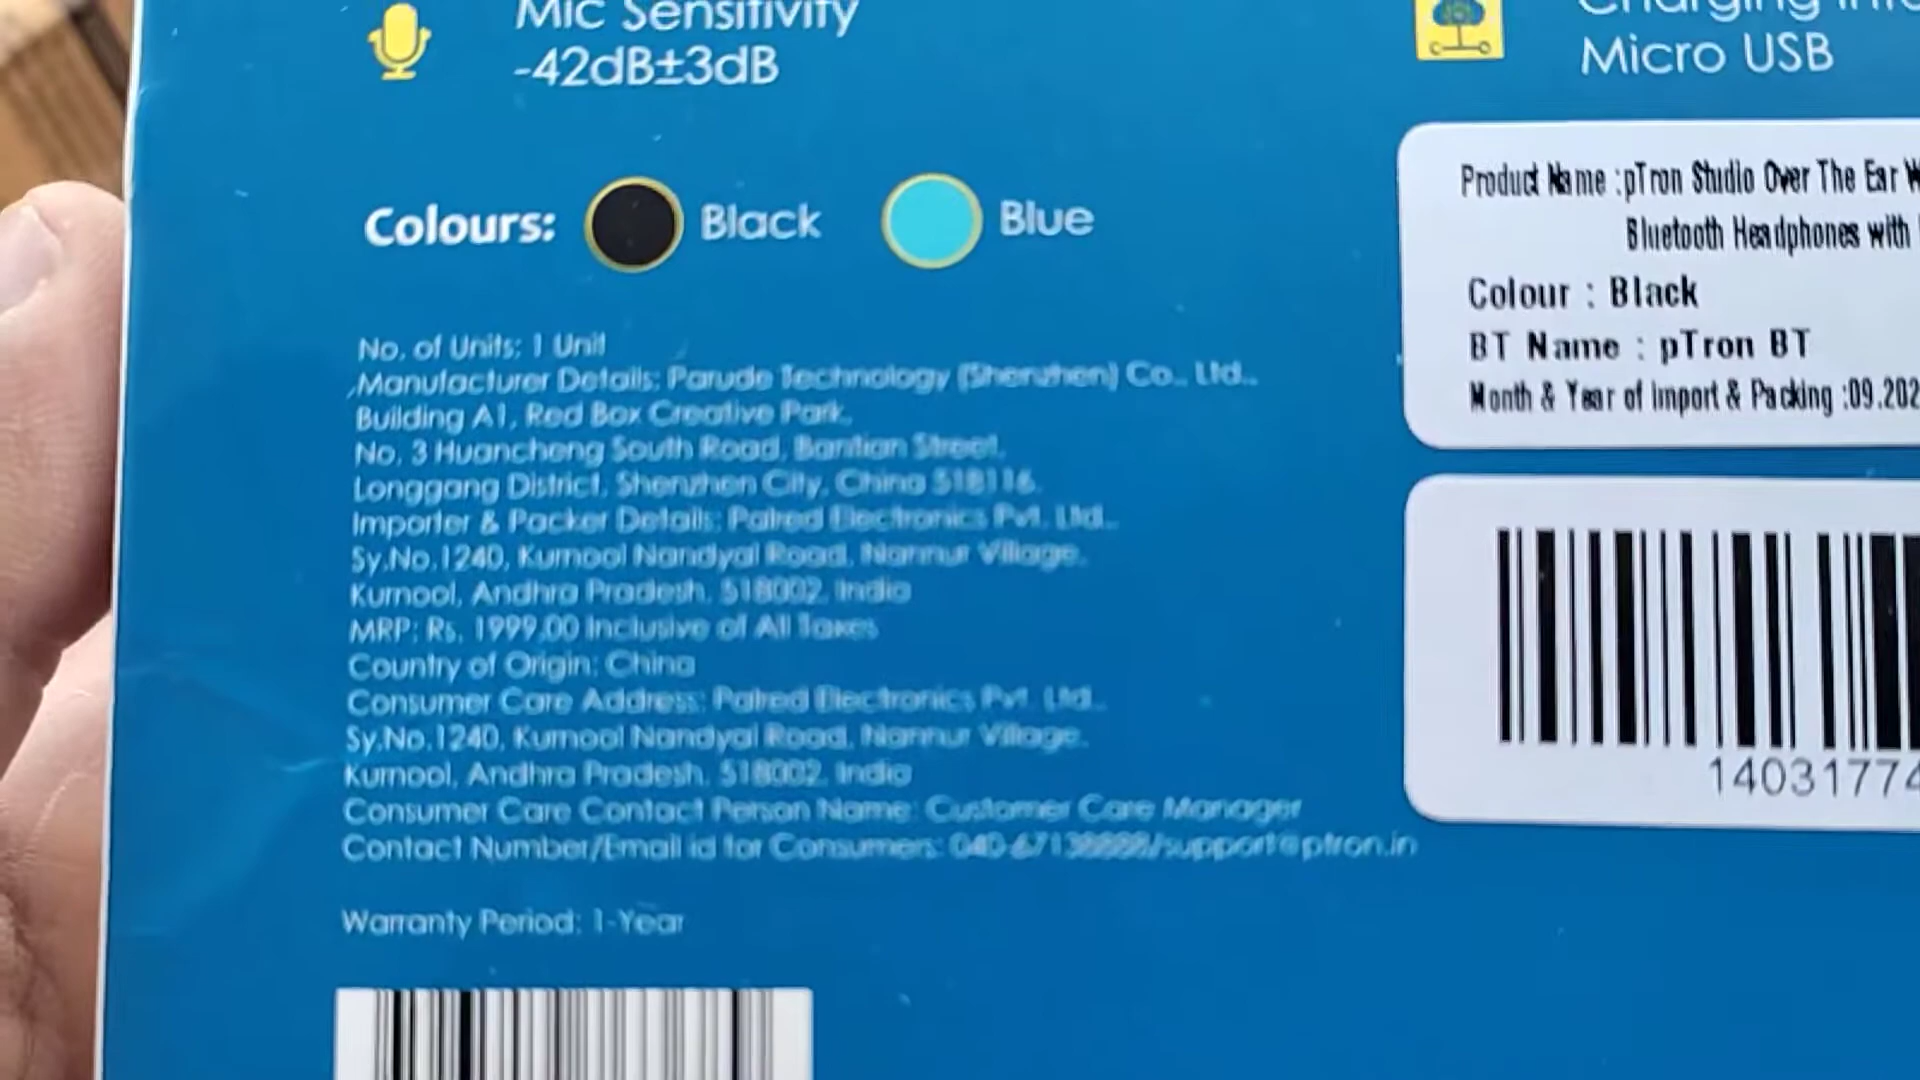 Mic Sensitivity
-42dB±3dB
Micro USB
Colours: Black Blue
No. of Units: 1 Unit
Manufacturer Details: Parude Technology (Shenzhen) Co., Ltd.,
Building A1, Red Box Creative Park,
No. 3 Huancheng South Road, Bantian Street,
Longgang District, Shenzhen City, China 518116.
Importer & Packer Details: Palred Electronics Pvt. Ltd.,
Sy.No.1240, Kurnool Nandyal Road, Nannur Village,
Kurnool, Andhra Pradesh, 518002, India
MRP: Rs. 1999.00 Inclusive of All Taxes
Country of Origin: China
Consumer Care Address: Palred Electronics Pvt. Ltd.,
Sy.No.1240, Kurnool Nandyal Road, Nannur Village,
Kurnool, Andhra Pradesh, 518002, India
Consumer Care Contact Person Name: Customer Care Manager
Contact Number/Email id for Consumers: 040-67138888/support@ptron.in
Warranty Period: 1-Year
Product Name :pTron Studio Over The Ear
Bluetooth Headphones with
Colour : Black
BT Name : pTron BT
Month & Year of Import & Packing :09.202
14031774